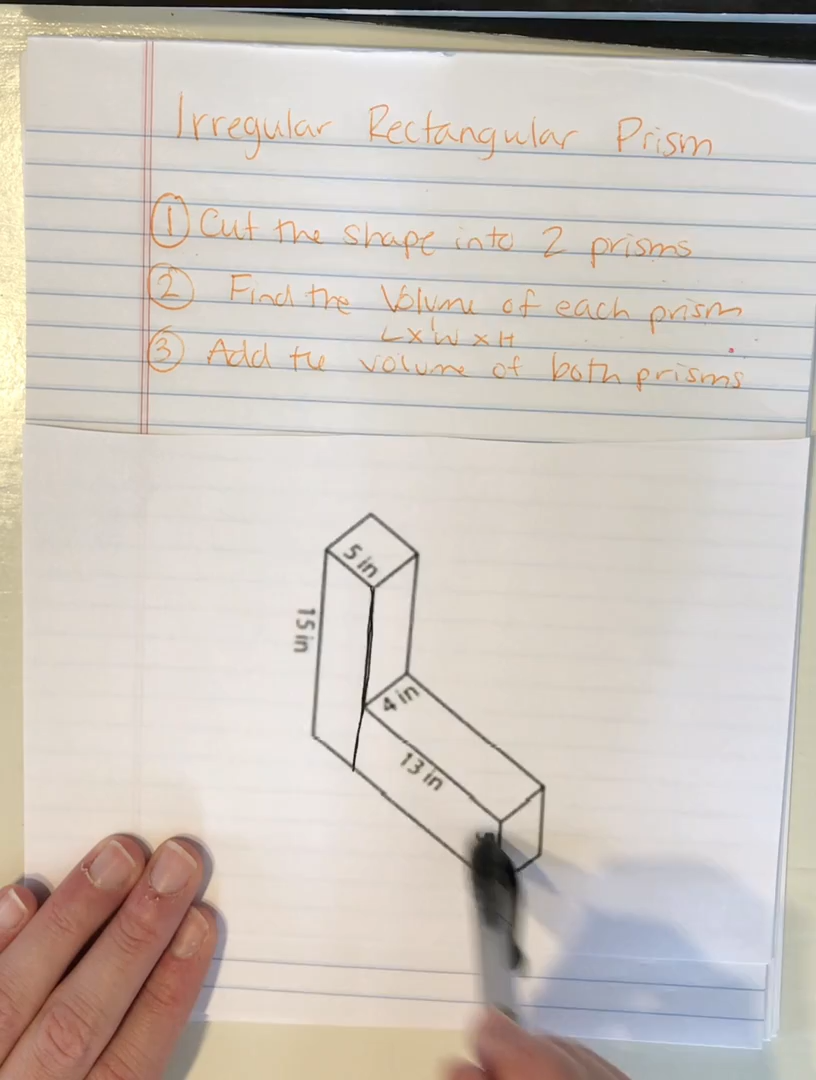 Irregular Rectangular Prism
① Cut the shape into 2 prisms
② Find the Volume of each prism
L x W x H
③ Add the volume of both prisms
5 in
15 in
4 in
13 in